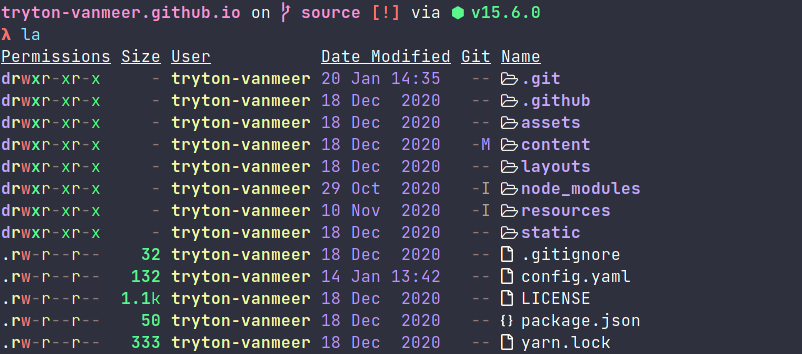 tryton-vanmeer.github.io on source [!] via v15.6.0
λ la
Permissions Size User Date Modified Git Name
drwxr-xr-x - tryton-vanmeer 20 Jan 14:35 -- .git
drwxr-xr-x - tryton-vanmeer 18 Dec 2020 -- .github
drwxr-xr-x - tryton-vanmeer 18 Dec 2020 -- assets
drwxr-xr-x - tryton-vanmeer 18 Dec 2020 -M content
drwxr-xr-x - tryton-vanmeer 18 Dec 2020 -- layouts
drwxr-xr-x - tryton-vanmeer 29 Oct 2020 -I node_modules
drwxr-xr-x - tryton-vanmeer 10 Nov 2020 -I resources
drwxr-xr-x - tryton-vanmeer 18 Dec 2020 -- static
.rw-r--r-- 32 tryton-vanmeer 18 Dec 2020 -- .gitignore
.rw-r--r-- 132 tryton-vanmeer 14 Jan 13:42 -- config.yaml
.rw-r--r-- 1.1k tryton-vanmeer 18 Dec 2020 -- LICENSE
.rw-r--r-- 50 tryton-vanmeer 18 Dec 2020 -- {} package.json
.rw-r--r-- 333 tryton-vanmeer 18 Dec 2020 -- yarn.lock